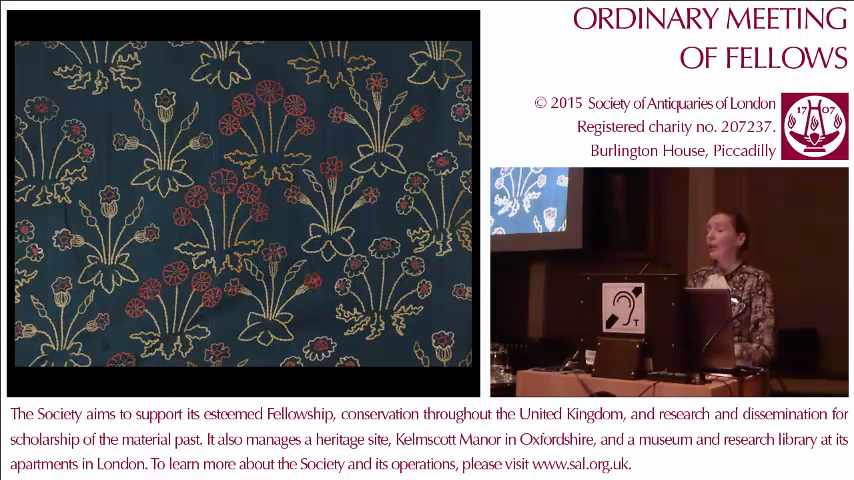 ORDINARY MEETING
OF FELLOWS
© 2015 Society of Antiquaries of London
Registered charity no. 207237.
Burlington House, Piccadilly
17 07
T
The Society aims to support its esteemed Fellowship, conservation throughout the United Kingdom, and research and dissemination for
scholarship of the material past. It also manages a heritage site, Kelmscott Manor in Oxfordshire, and a museum and research library at its
apartments in London. To learn more about the Society and its operations, please visit www.sal.org.uk.